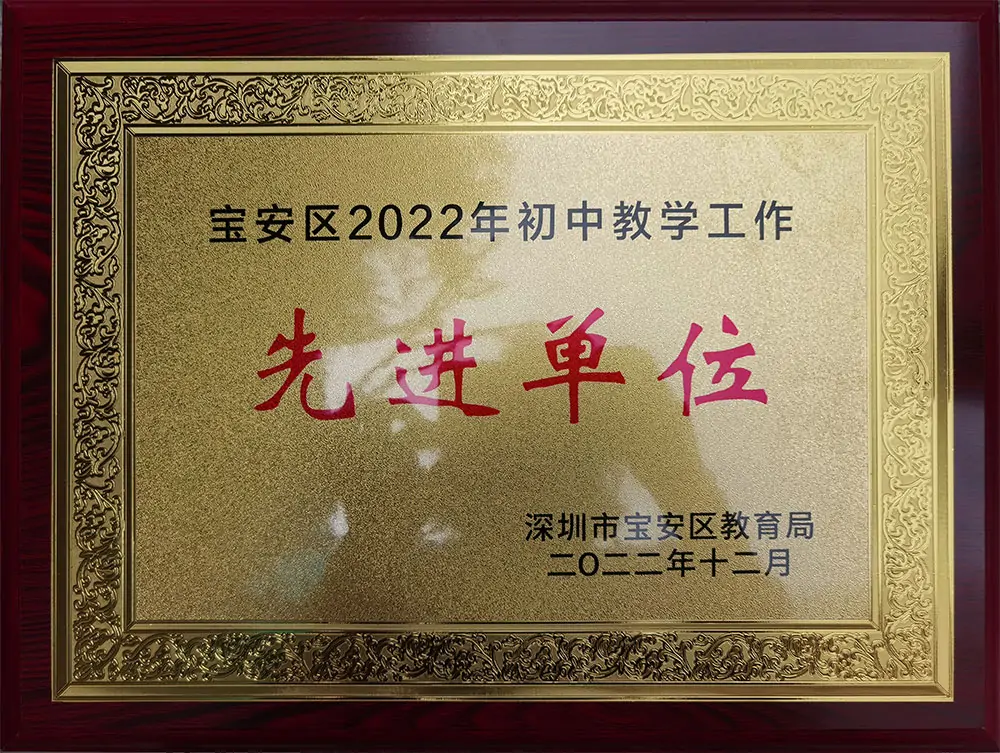 宝安区2022年初中教学工作
先进单位
深圳市宝安区教育局
二〇二二年十二月